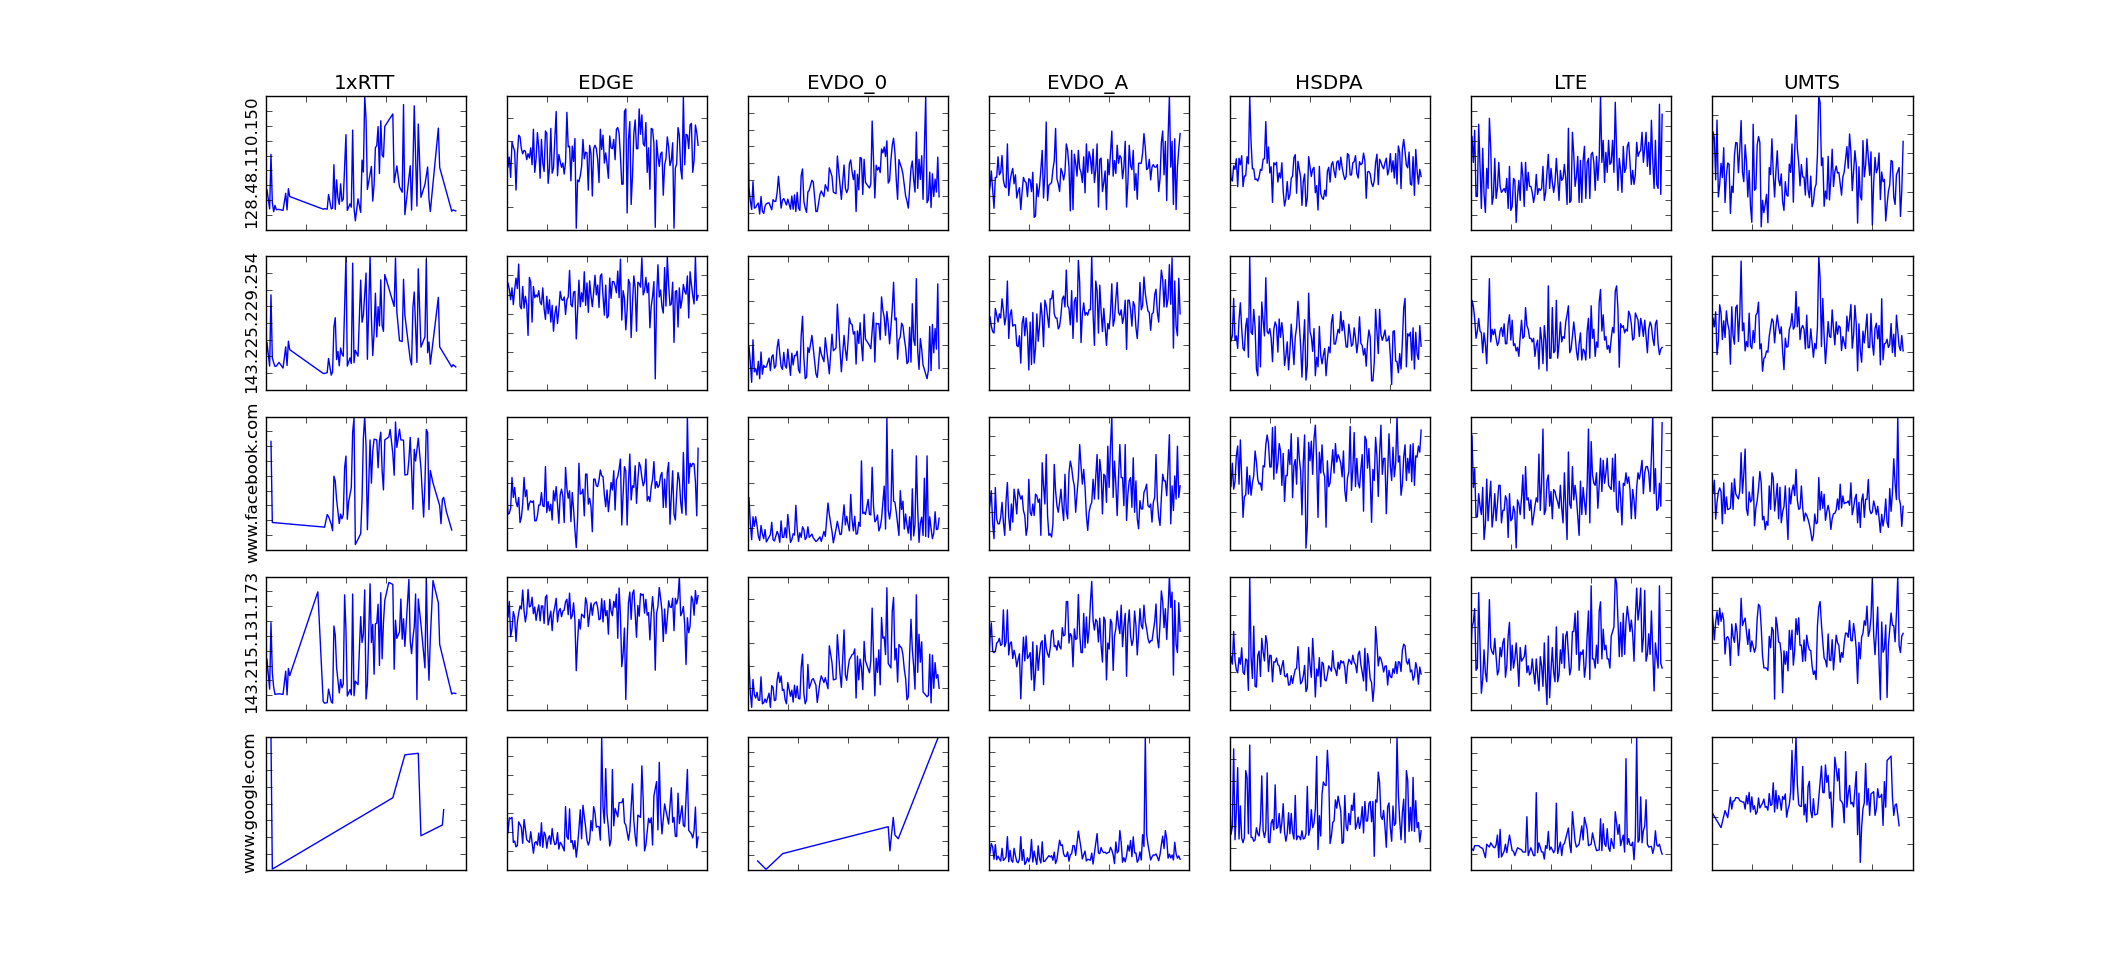 1xRTT
EDGE
EVDO_0
EVDO_A
HSDPA
LTE
UMTS
128.48.110.150
143.225.229.254
www.facebook.com
143.215.131.173
www.google.com